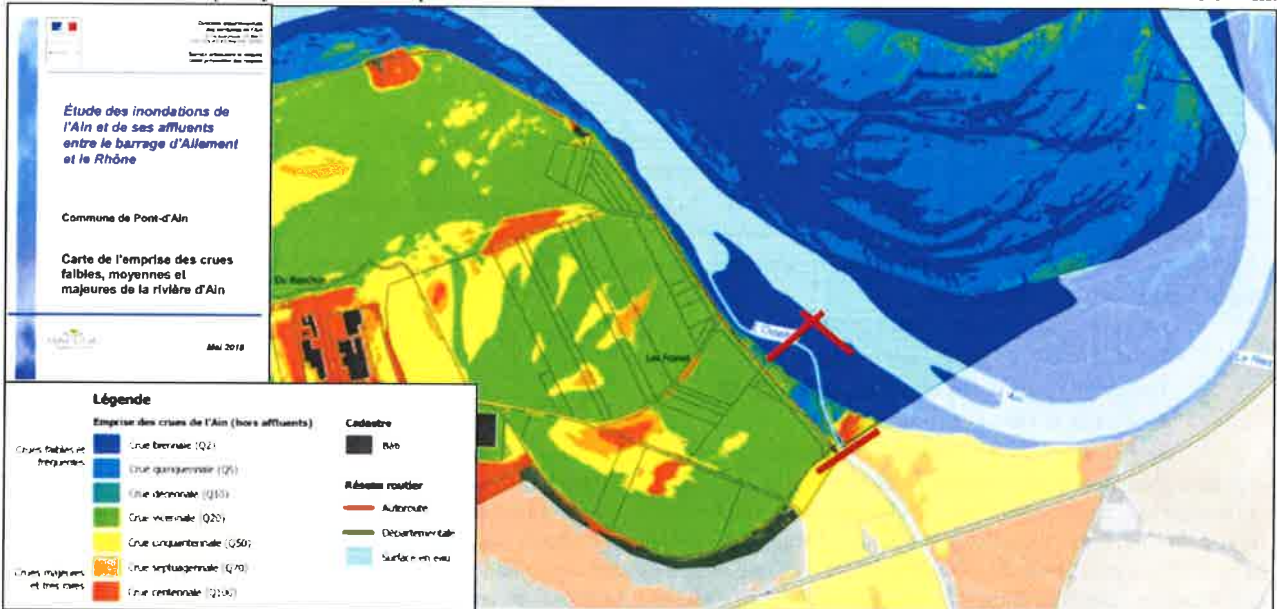 Étude des inondations de
l'Ain et de ses affluents
entre le barrage d'Allement
et le Rhône
Commune de Pont-d'Ain
Carte de l'emprise des crues
faibles, moyennes et
majeures de la rivière d'Ain
Mai 2018
Légende
Emprise des crues de l'Ain (hors affluents)
Crues faibles et
fréquentes
Crue biennale (Q2)
Crue quinquennale (Q5)
Crue décennale (Q10)
Crue vicennale (Q20)
Crue cinquantennale (Q50)
Crues majeures
et très rares
Crue septuagennale (Q70)
Crue centennale (Q100)
Cadastre
Bâti
Réseau routier
Autoroute
Départementale
Surface en eau
Ain